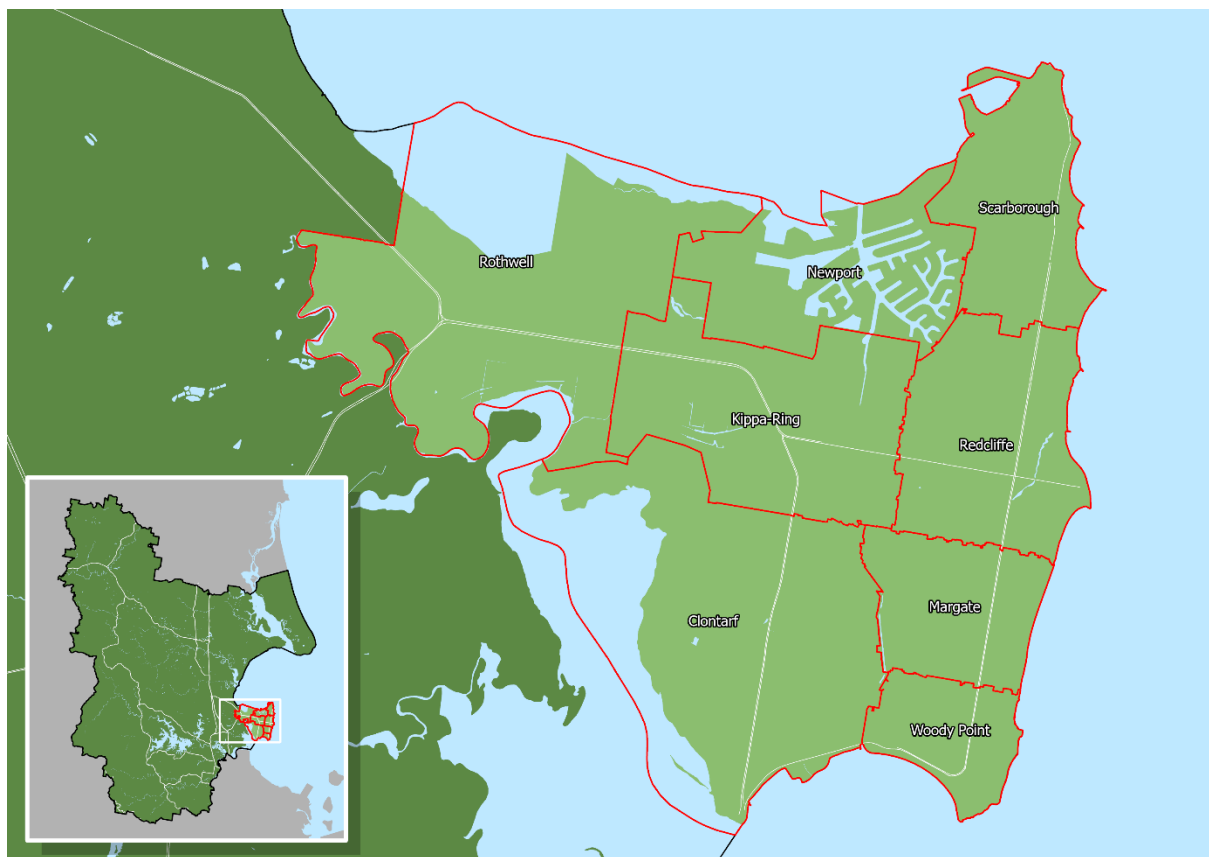 Scarborough
Rothwell
Newport
Kippa-Ring
Redcliffe
Margate
Clontarf
Woody Point